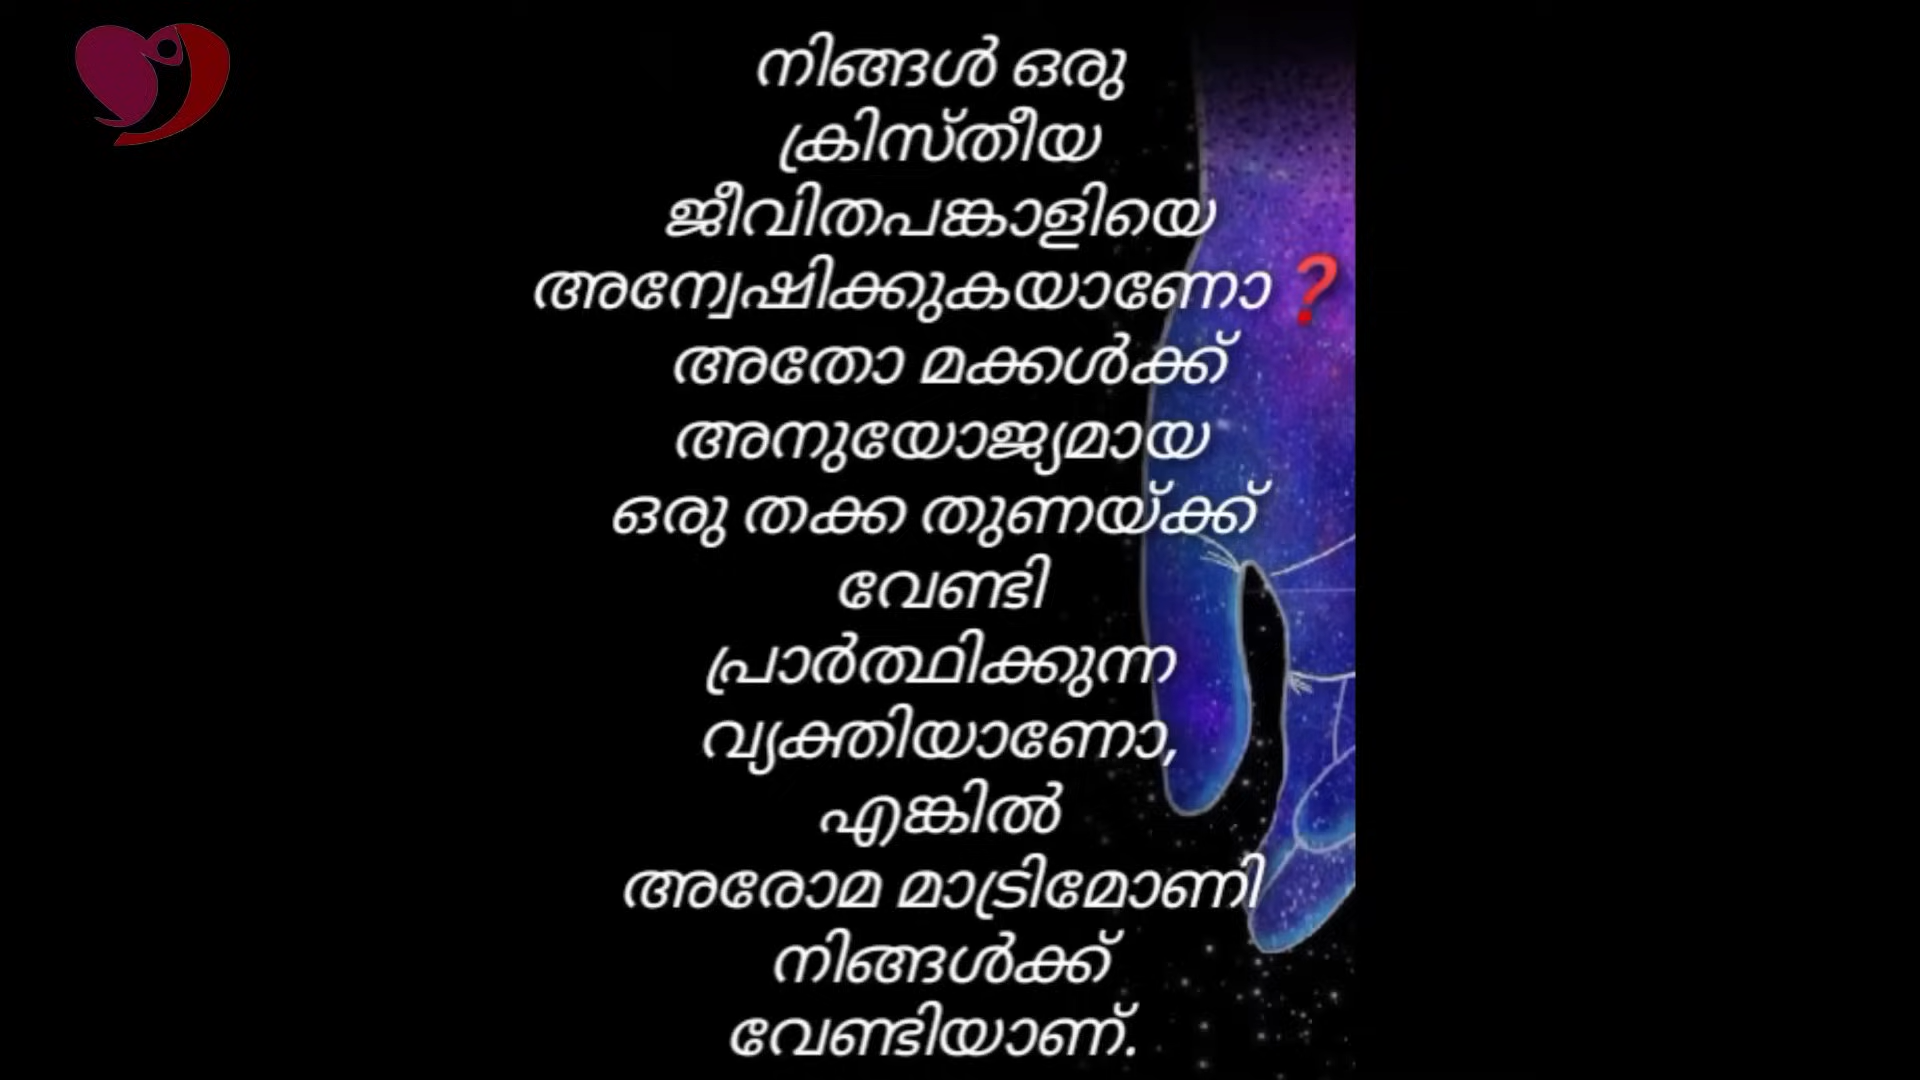 നിങ്ങൾ ഒരു
ക്രിസ്തീയ
ജീവിതപങ്കാളിയെ
അന്വേഷിക്കുകയാണോ❓
അതോ മക്കൾക്ക്
അനുയോജ്യമായ
ഒരു തക്ക തുണയ്ക്ക്
വേണ്ടി
പ്രാർത്ഥിക്കുന്ന
വ്യക്തിയാണോ,
എങ്കിൽ
അരോമ മാട്രിമോണി
നിങ്ങൾക്ക്
വേണ്ടിയാണ്.